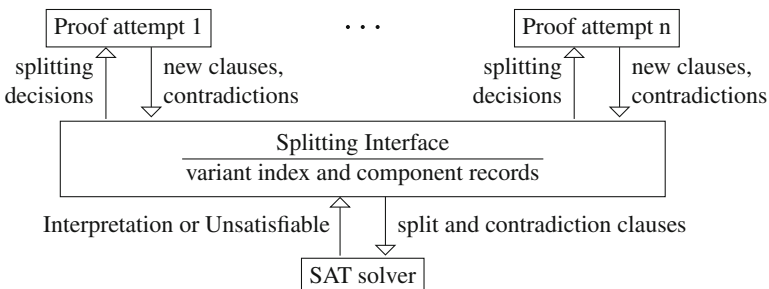 Proof attempt 1
. . .
Proof attempt n
splitting
decisions
new clauses,
contradictions
splitting
decisions
new clauses,
contradictions
Splitting Interface
variant index and component records
Interpretation or Unsatisfiable
split and contradiction clauses
SAT solver